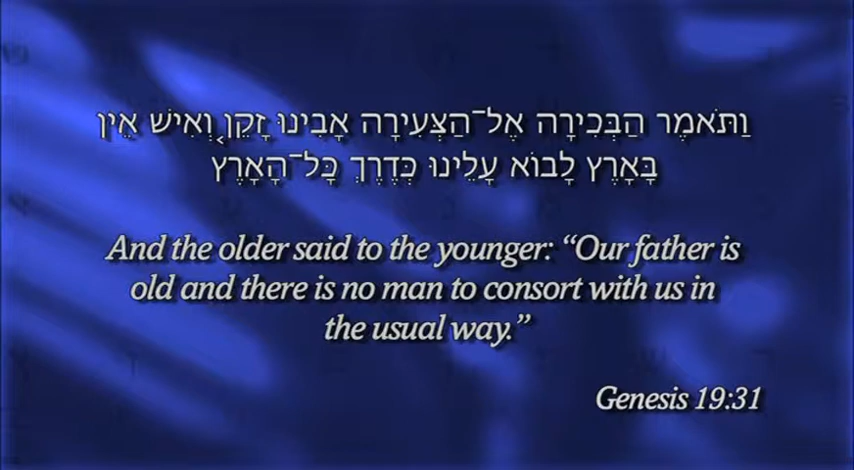 וַתֹּאמֶר הַבְּכִירָה אֶל־הַצְּעִירָה אָבִינוּ זָקֵן וְאִישׁ אֵין
בָּאָרֶץ לָבוֹא עָלֵינוּ כְּדֶרֶךְ כָּל־הָאָרֶץ
And the older said to the younger: “Our father is
old and there is no man to consort with us in
the usual way.”
Genesis 19:31